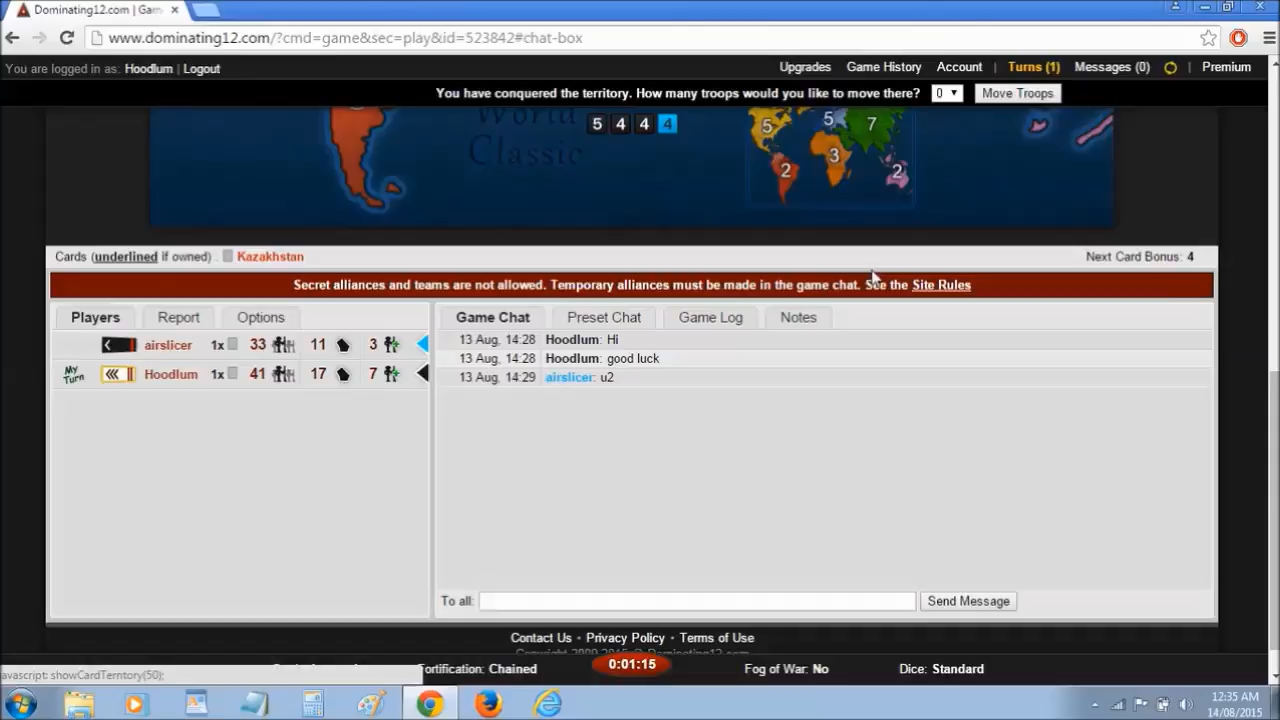 Dominating12.com | Gam
www.dominating12.com/?cmd=game&sec=play&id=523842#chat-box
You are logged in as: Hoodlum | Logout
Upgrades Game History Account | Turns (1) Messages (0) | Premium
You have conquered the territory. How many troops would you like to move there? 0 Move Troops
World
Classic
5 4 4 4
5 5 7
3
2 2
Cards (underlined if owned) . Kazakhstan
Next Card Bonus: 4
Secret alliances and teams are not allowed. Temporary alliances must be made in the game chat. See the Site Rules
Players Report Options
Game Chat Preset Chat Game Log Notes
airslicer 1x 33 11 3
My Turn Hoodlum 1x 41 17 7
13 Aug, 14:28 Hoodlum: Hi
13 Aug, 14:28 Hoodlum: good luck
13 Aug, 14:29 airslicer: u2
To all: Send Message
Contact Us - Privacy Policy - Terms of Use
Fortification: Chained 0:01:15 Fog of War: No Dice: Standard
javascript: showCardTerritory(50);
12:35 AM
14/08/2015